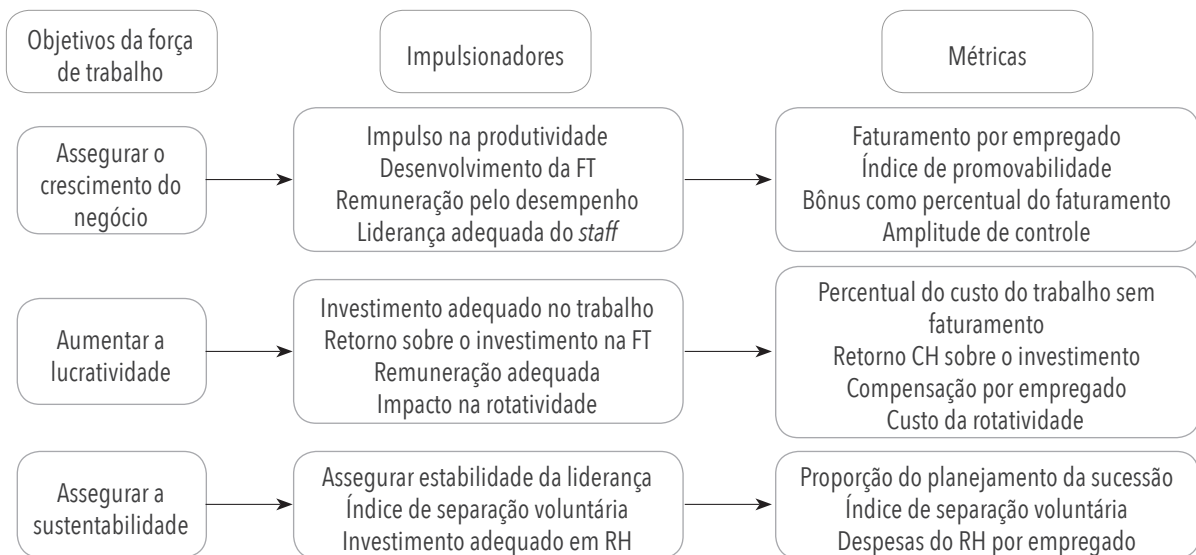 Objetivos da força
de trabalho
Impulsionadores
Métricas
Assegurar o
crescimento do
negócio
Impulso na produtividade
Desenvolvimento da FT
Remuneração pelo desempenho
Liderança adequada do staff
Faturamento por empregado
Índice de promovabilidade
Bônus como percentual do faturamento
Amplitude de controle
Aumentar a
lucratividade
Investimento adequado no trabalho
Retorno sobre o investimento na FT
Remuneração adequada
Impacto na rotatividade
Percentual do custo do trabalho sem
faturamento
Retorno CH sobre o investimento
Compensação por empregado
Custo da rotatividade
Assegurar a
sustentabilidade
Assegurar estabilidade da liderança
Índice de separação voluntária
Investimento adequado em RH
Proporção do planejamento da sucessão
Índice de separação voluntária
Despesas do RH por empregado